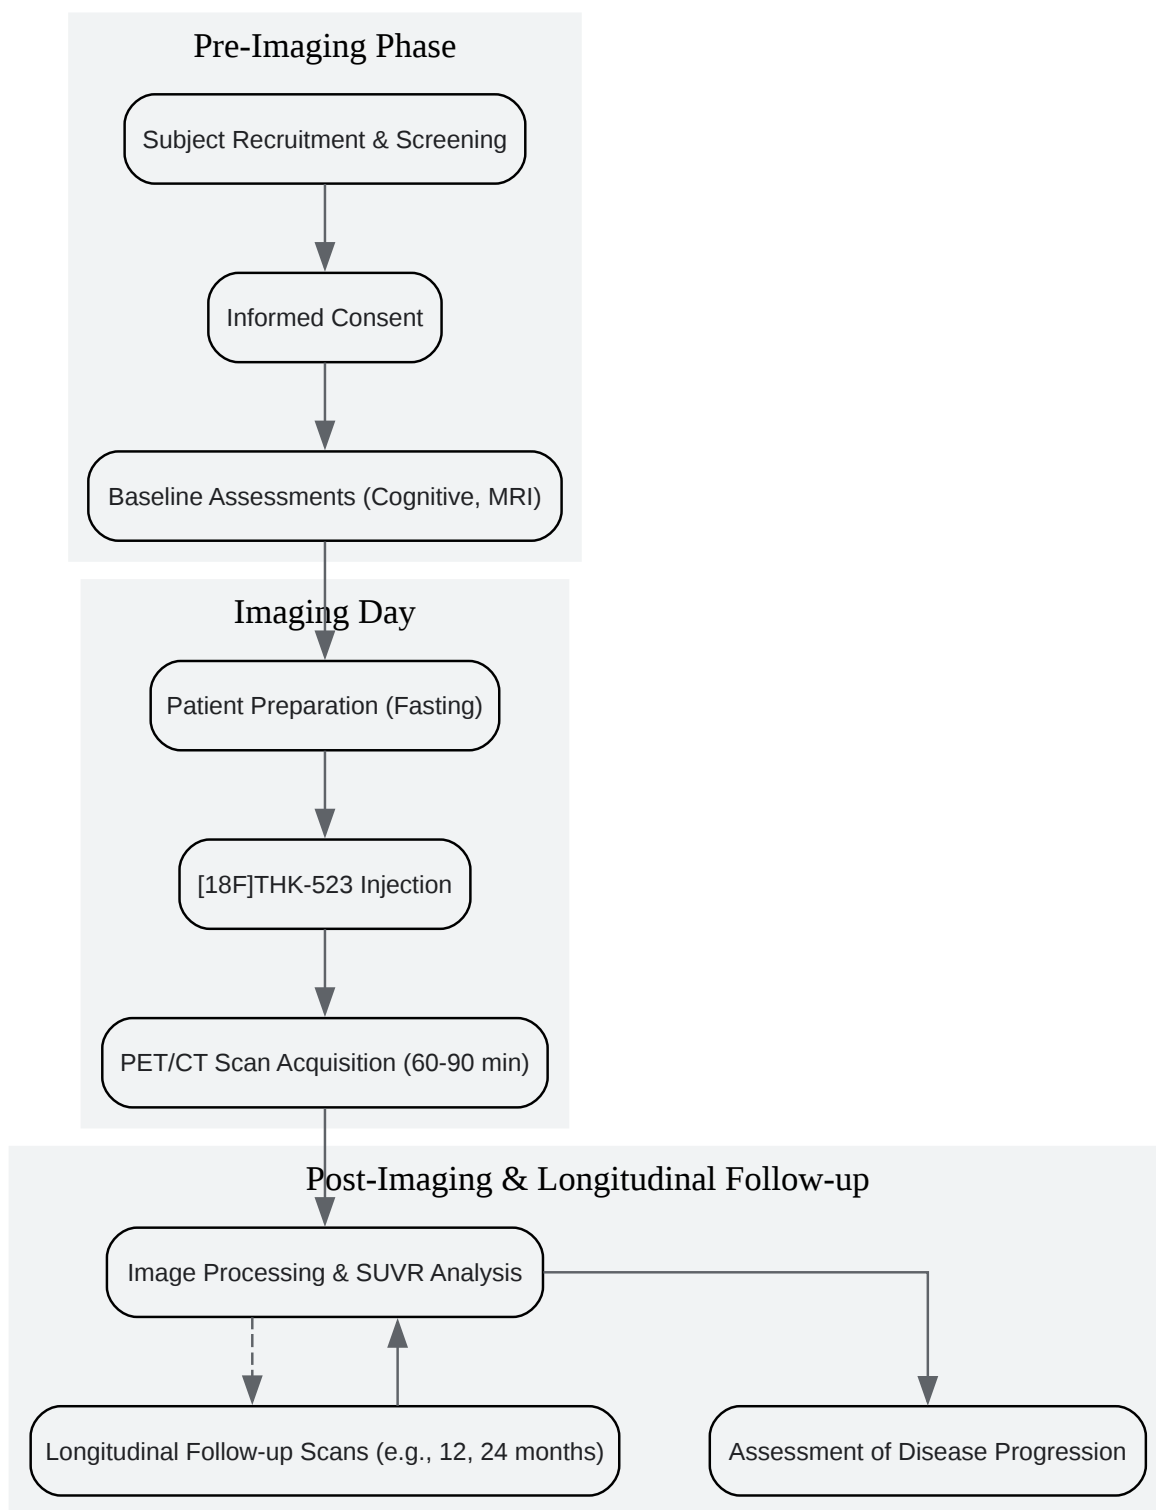 Pre-Imaging Phase
Subject Recruitment & Screening
Informed Consent
Baseline Assessments (Cognitive, MRI)
Imaging Day
Patient Preparation (Fasting)
[18F]THK-523 Injection
PET/CT Scan Acquisition (60-90 min)
Post-Imaging & Longitudinal Follow-up
Image Processing & SUVR Analysis
Longitudinal Follow-up Scans (e.g., 12, 24 months)
Assessment of Disease Progression